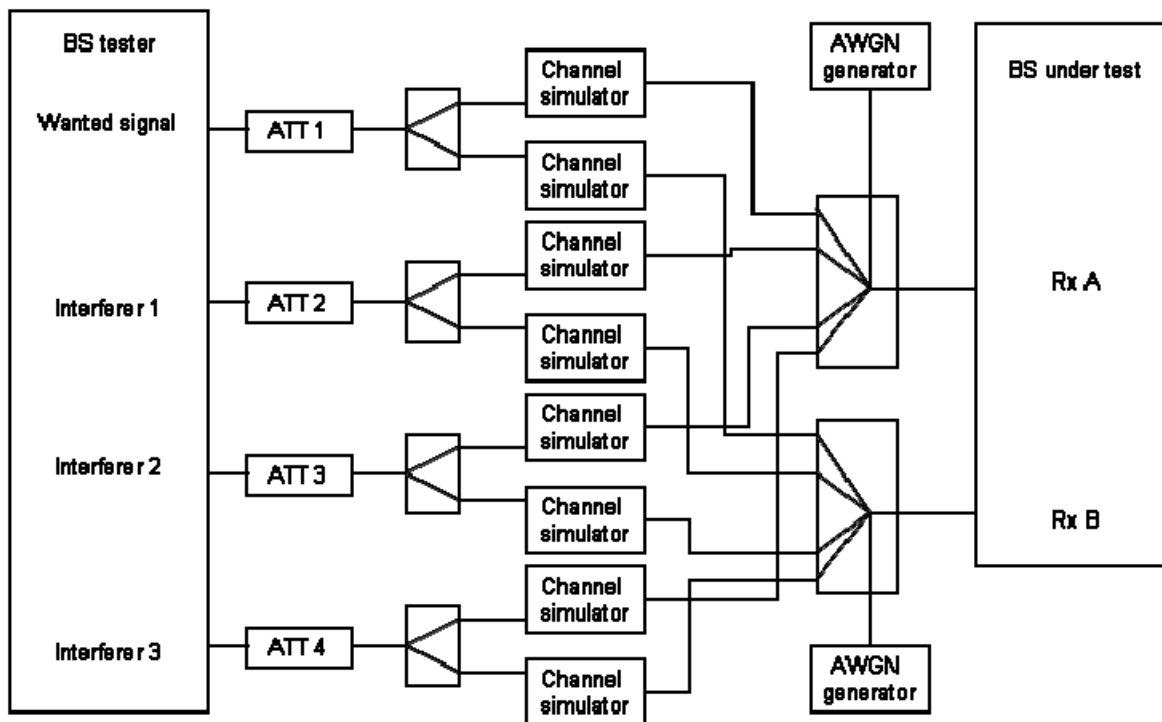 BS tester
Wanted signal
Interferer 1
Interferer 2
Interferer 3
ATT 1
ATT 2
ATT 3
ATT 4
Channel
simulator
Channel
simulator
Channel
simulator
Channel
simulator
Channel
simulator
Channel
simulator
Channel
simulator
Channel
simulator
AWGN
generator
AWGN
generator
BS under test
Rx A
Rx B